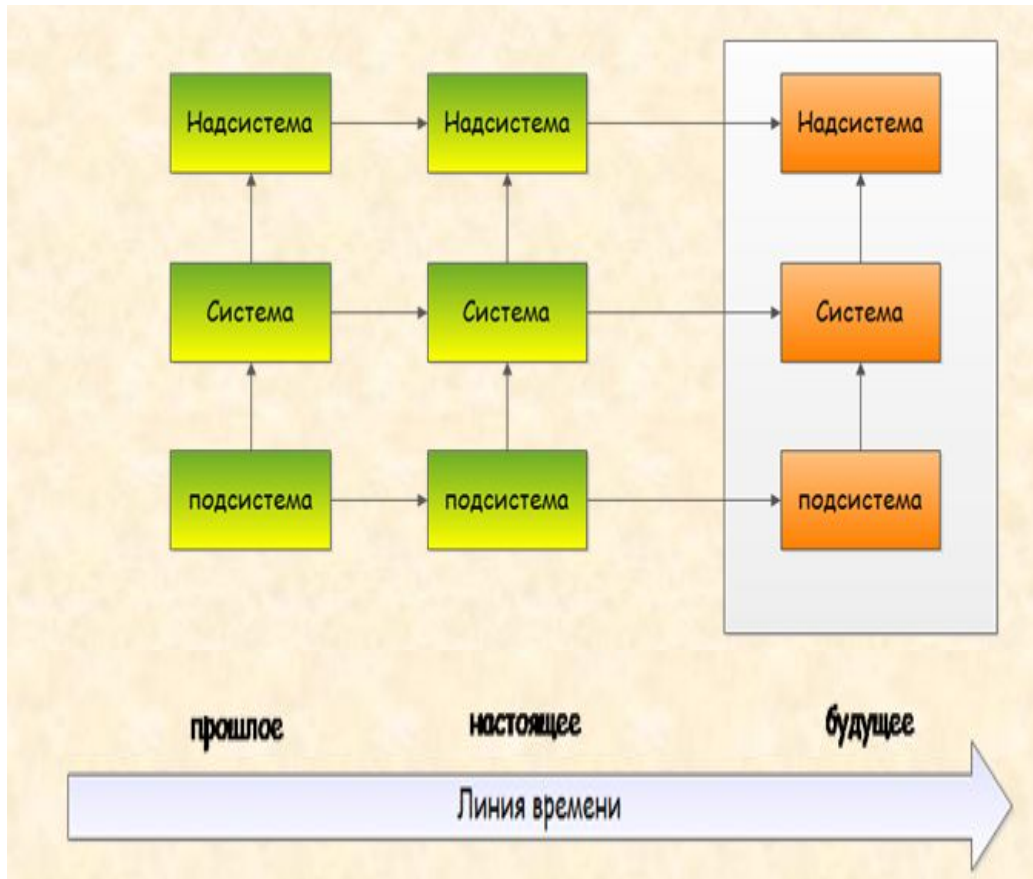 Надсистема
Надсистема
Надсистема
Система
Система
Система
подсистема
подсистема
подсистема
прошлое
настоящее
будущее
Линия времени